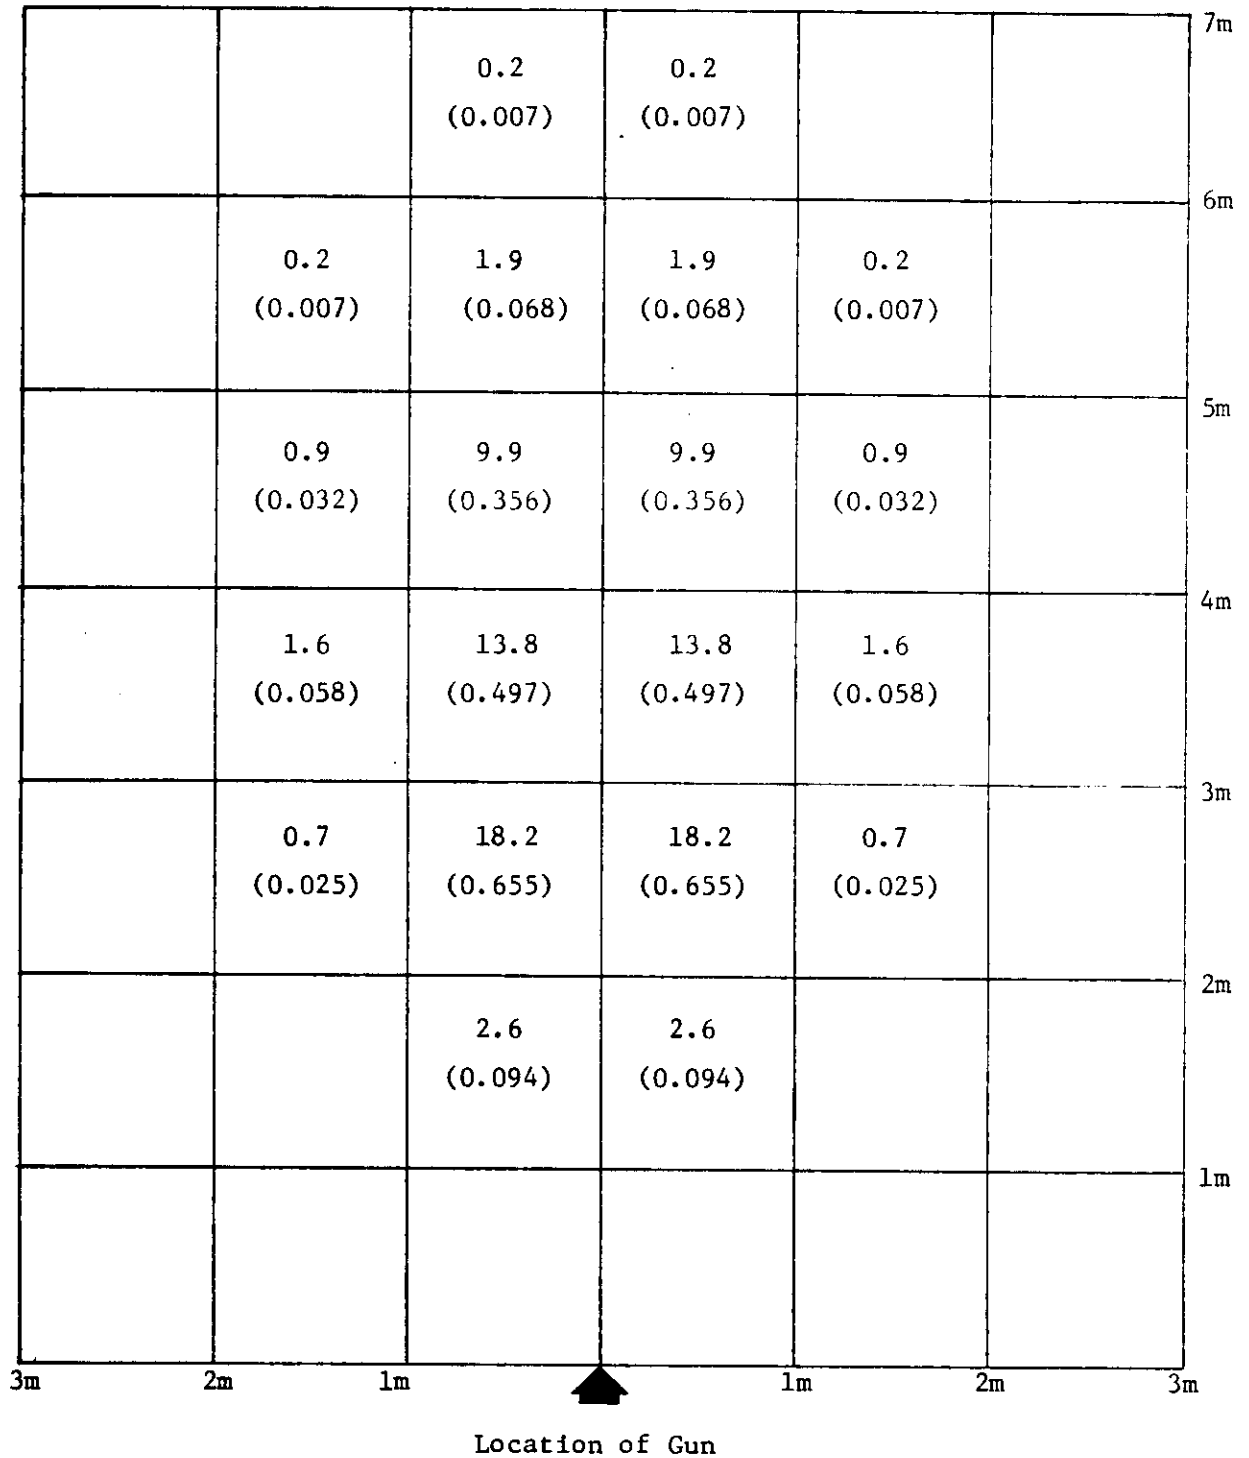 7m
0.2 0.2
(0.007) (0.007)
6m
0.2 1.9 1.9 0.2
(0.007) (0.068) (0.068) (0.007)
5m
0.9 9.9 9.9 0.9
(0.032) (0.356) (0.356) (0.032)
4m
1.6 13.8 13.8 1.6
(0.058) (0.497) (0.497) (0.058)
3m
0.7 18.2 18.2 0.7
(0.025) (0.655) (0.655) (0.025)
2m
2.6 2.6
(0.094) (0.094)
1m
3m 2m 1m 1m 2m 3m
Location of Gun